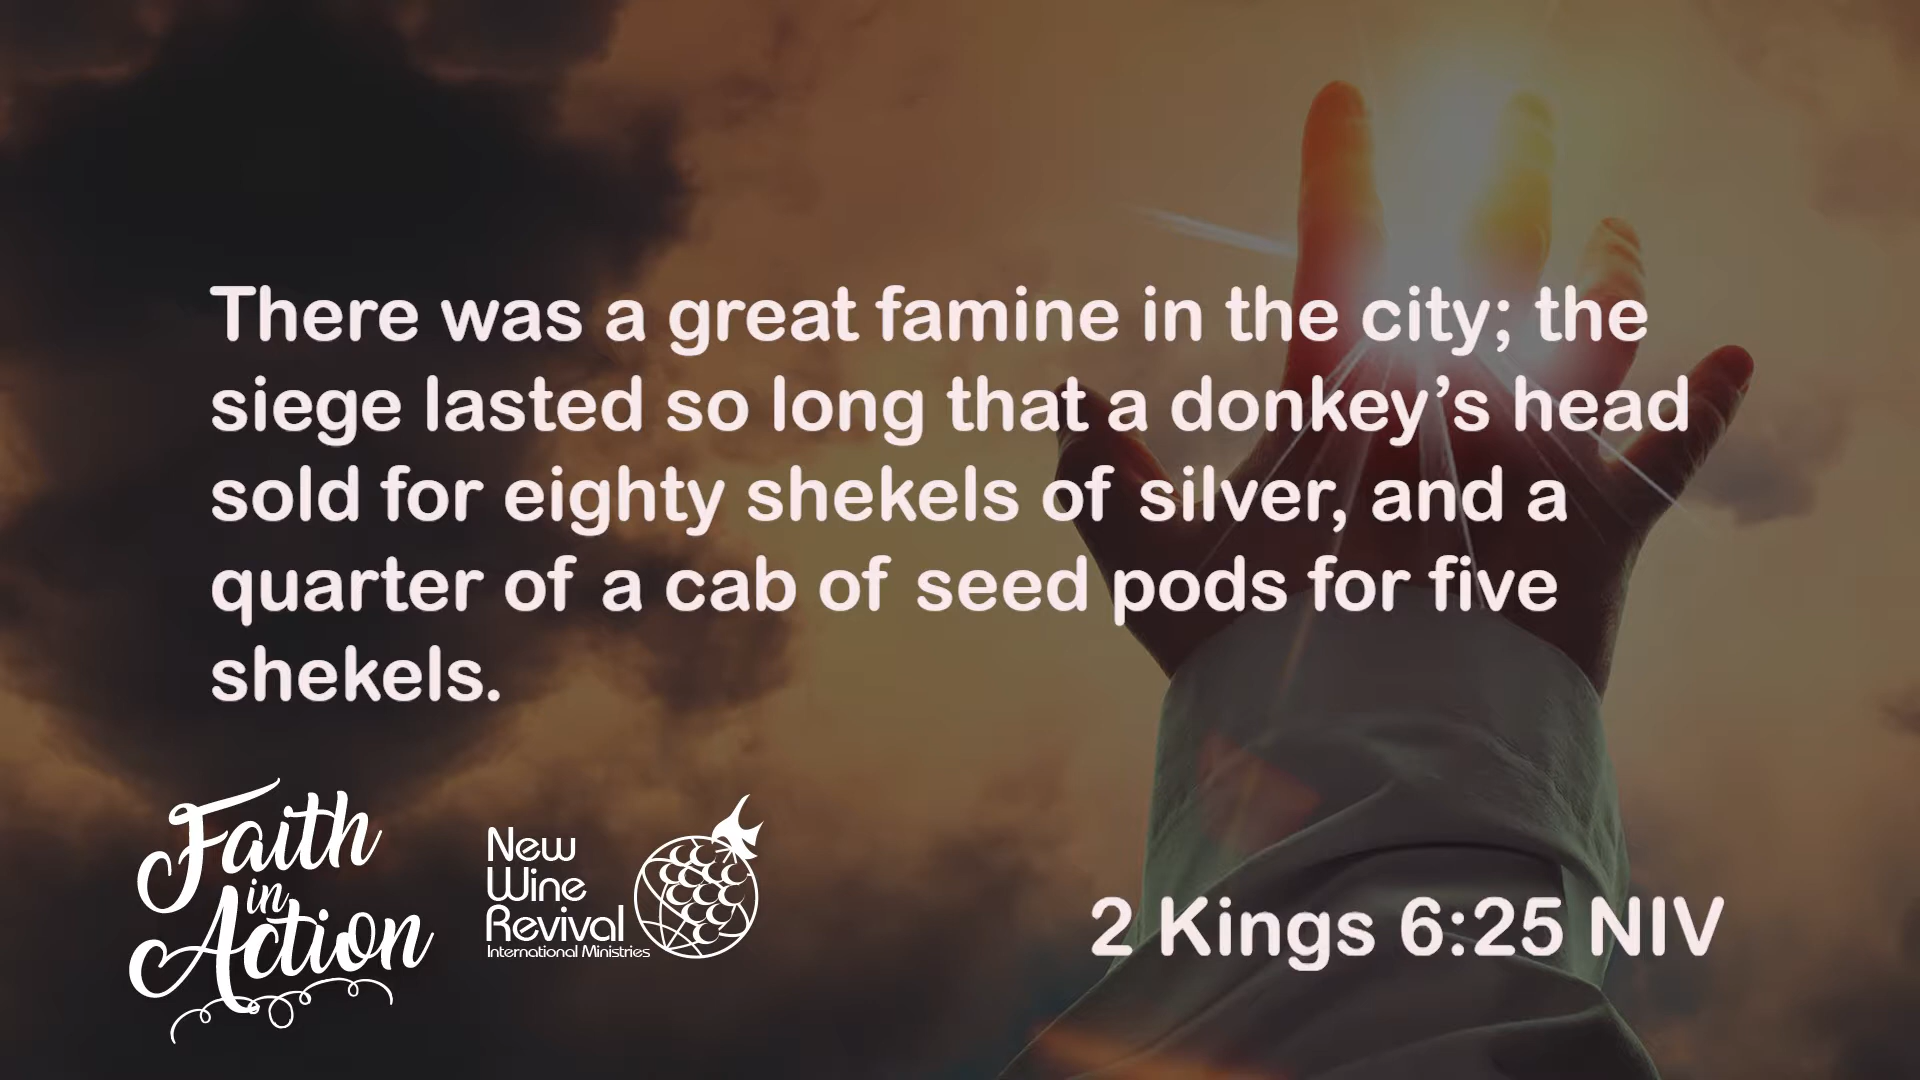 There was a great famine in the city; the
siege lasted so long that a donkey’s head
sold for eighty shekels of silver, and a
quarter of a cab of seed pods for five
shekels.
Faith
in
Action
New
Wine
Revival
International Ministries
2 Kings 6:25 NIV